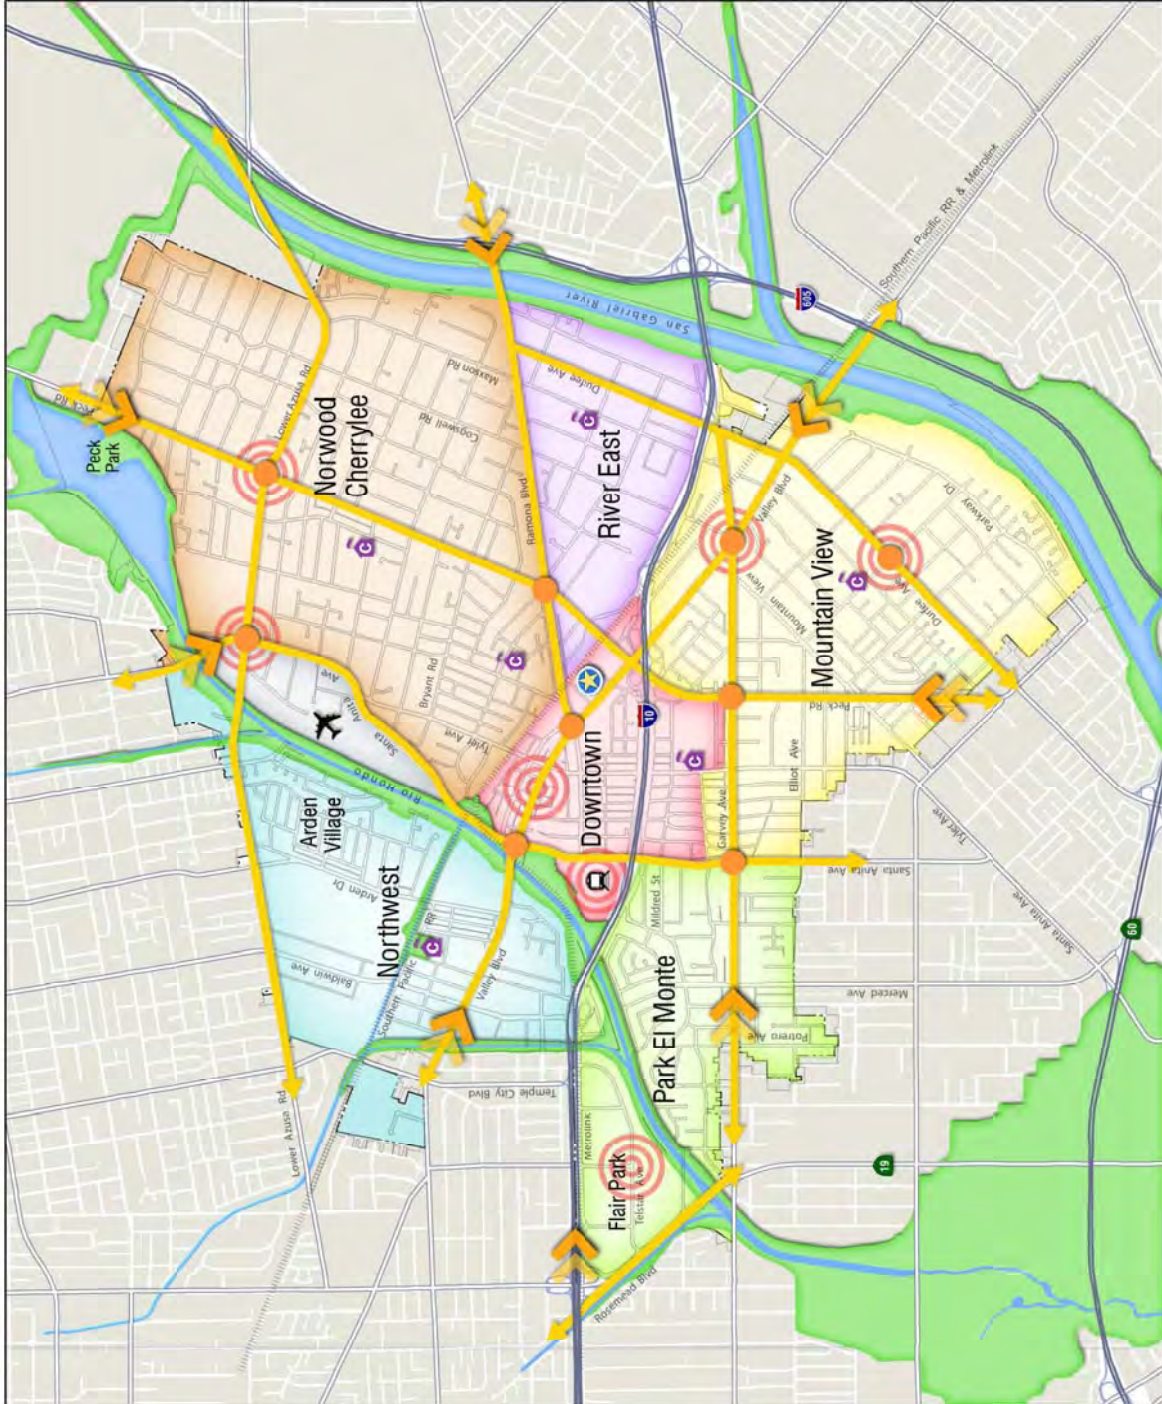 Peck Rd
Peck
Park
Lower Azusa Rd
Norwood
Cherrylee
Maxson Rd
Cogswell Rd
Ramona Blvd
Bryant Rd
Tyler Ave
Santa
Anita
Ave
San Gabriel River
Durfee Ave
River East
605
Southern Pacific RR & Metrolink
Valley Blvd
Mountain View
Mountain View
Durfee Ave
Parkway Dr
Peck Rd
Elliot Ave
Garvey Ave
10
Downtown
Rio Hondo
Arden
Village
Arden Dr
Northwest
Baldwin Ave
Southern Pacific RR
Valley Blvd
Lower Azusa Rd
Temple City Blvd
Mildred St
Park El Monte
Merced Ave
Potrero Ave
Santa Anita Ave
Tyler Ave
Santa Anita Ave
60
Metrolink
Flair Park
Telstar Ave
Rosemead Blvd
19
C
C
C
C
C
C